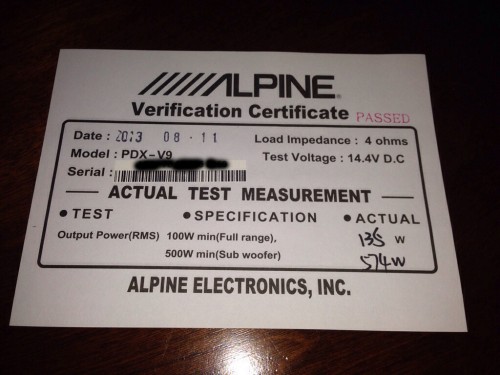 ALPINE
Verification Certificate PASSED
Date : 2013 08 - 11
Load Impedance : 4 ohms
Model : PDX-V9
Test Voltage : 14.4V D.C
Serial :
ACTUAL TEST MEASUREMENT
● TEST ● SPECIFICATION ● ACTUAL
Output Power(RMS) 100W min(Full range), 135 W
500W min(Sub woofer) 574W
ALPINE ELECTRONICS, INC.